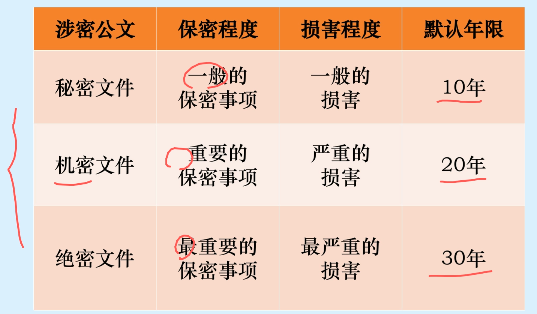 涉密公文 保密程度 损害程度 默认年限
秘密文件 一般的 保密事项 一般的 损害 10年
机密文件 重要的 保密事项 严重的 损害 20年
绝密文件 最重要的 保密事项 最严重的 损害 30年